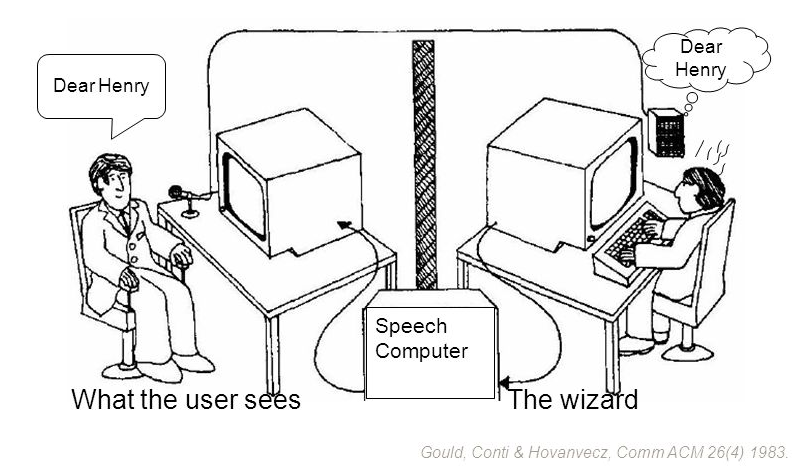 Dear Henry
Dear
Henry
Speech
Computer
What the user sees
The wizard
Gould, Conti & Hovanvecz, Comm ACM 26(4) 1983.